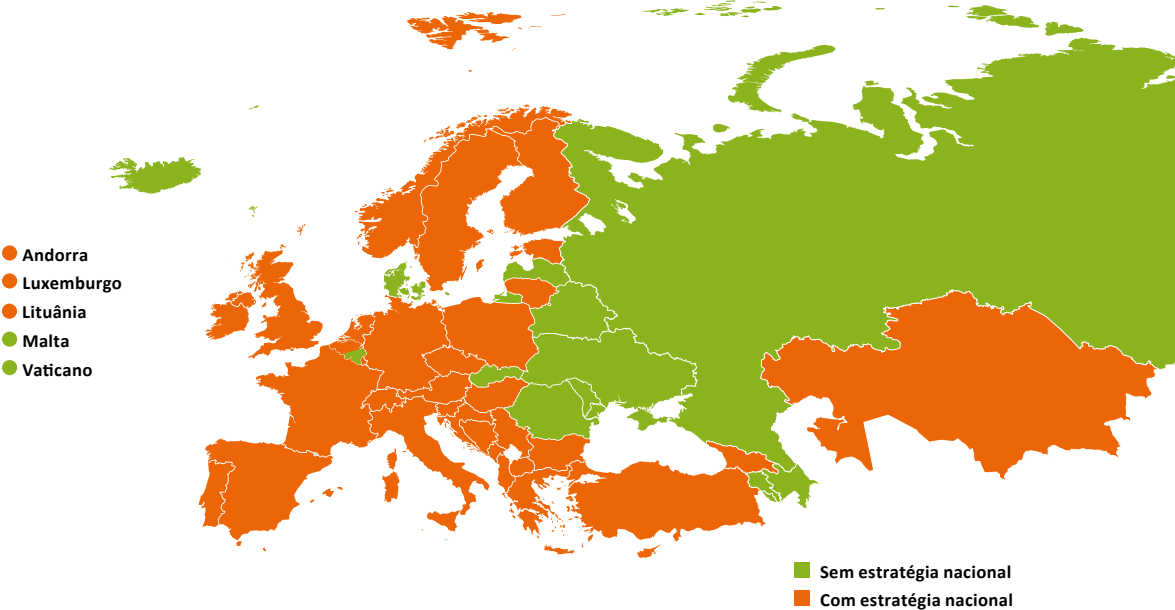 Andorra
Luxemburgo
Lituânia
Malta
Vaticano
Sem estratégia nacional
Com estratégia nacional